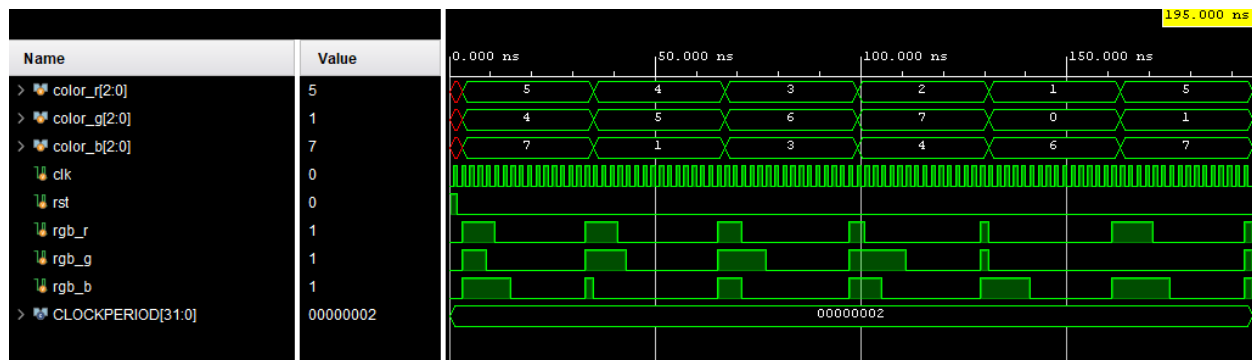 195.000 ns
Name Value 0.000 ns 50.000 ns 100.000 ns 150.000 ns
color_r[2:0] 5 5 4 3 2 1 5
color_g[2:0] 1 4 5 6 7 0 1
color_b[2:0] 7 7 1 3 4 6 7
clk 0
rst 0
rgb_r 1
rgb_g 1
rgb_b 1
CLOCKPERIOD[31:0] 00000002 00000002